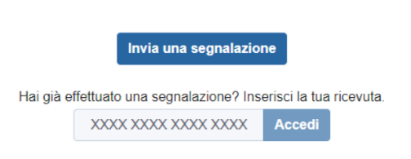 Invia una segnalazione
Hai già effettuato una segnalazione? Inserisci la tua ricevuta.
XXXX XXXX XXXX XXXX Accedi